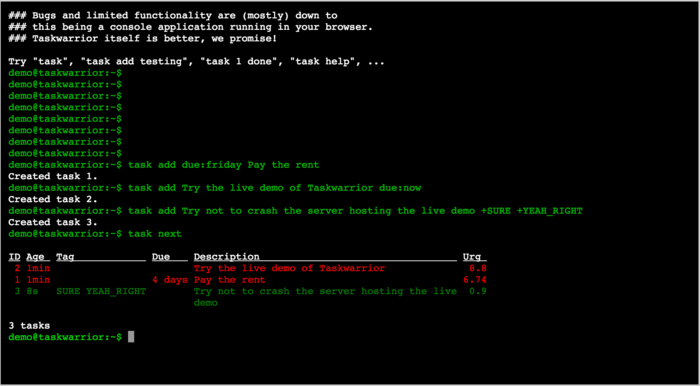 ### Bugs and limited functionality are (mostly) down to
### this being a console application running in your browser.
### Taskwarrior itself is better, we promise!
Try "task", "task add testing", "task 1 done", "task help", ...
demo@taskwarrior:~$
demo@taskwarrior:~$
demo@taskwarrior:~$
demo@taskwarrior:~$
demo@taskwarrior:~$
demo@taskwarrior:~$
demo@taskwarrior:~$
demo@taskwarrior:~$
demo@taskwarrior:~$ task add due:friday Pay the rent
Created task 1.
demo@taskwarrior:~$ task add Try the live demo of Taskwarrior due:now
Created task 2.
demo@taskwarrior:~$ task add Try not to crash the server hosting the live demo +SURE +YEAH_RIGHT
Created task 3.
demo@taskwarrior:~$ task next
ID Age Tag Due Description Urg
2 1min Try the live demo of Taskwarrior 8.8
1 1min 4 days Pay the rent 6.74
3 8s SURE YEAH_RIGHT Try not to crash the server hosting the live 0.9
demo
3 tasks
demo@taskwarrior:~$